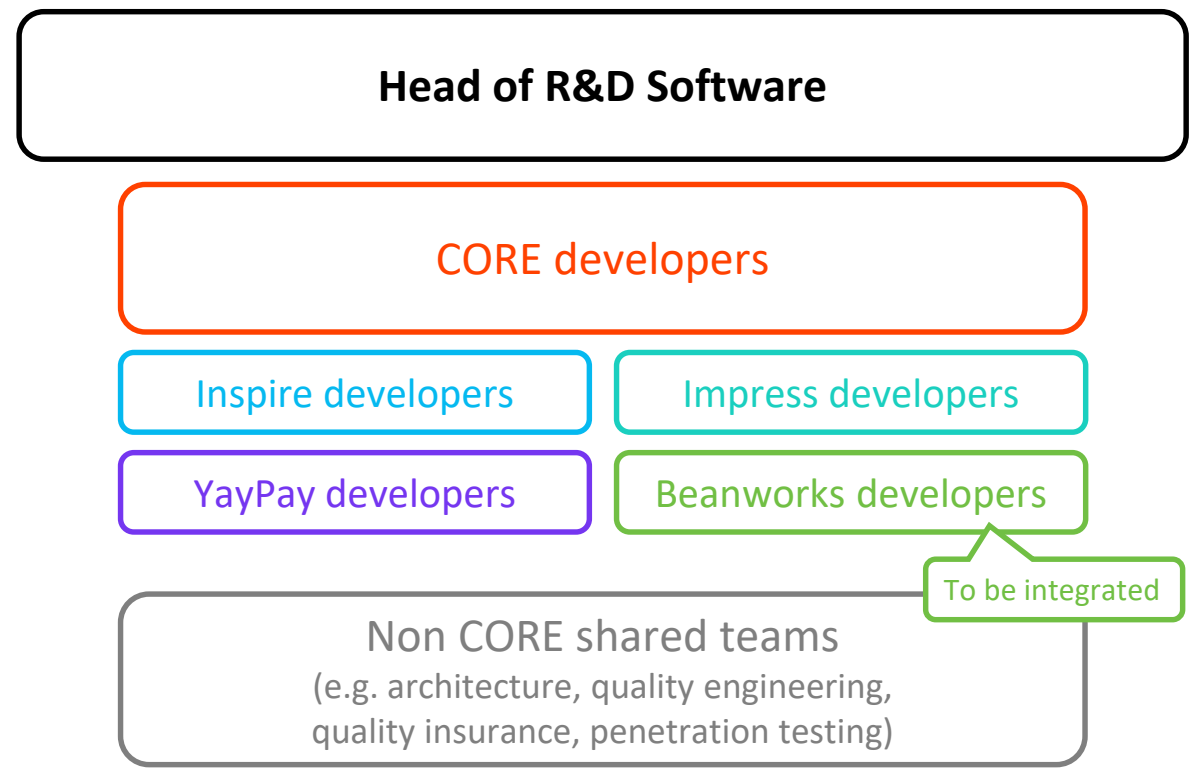 Head of R&D Software
CORE developers
Inspire developers
Impress developers
YayPay developers
Beanworks developers
To be integrated
Non CORE shared teams
(e.g. architecture, quality engineering,
quality insurance, penetration testing)